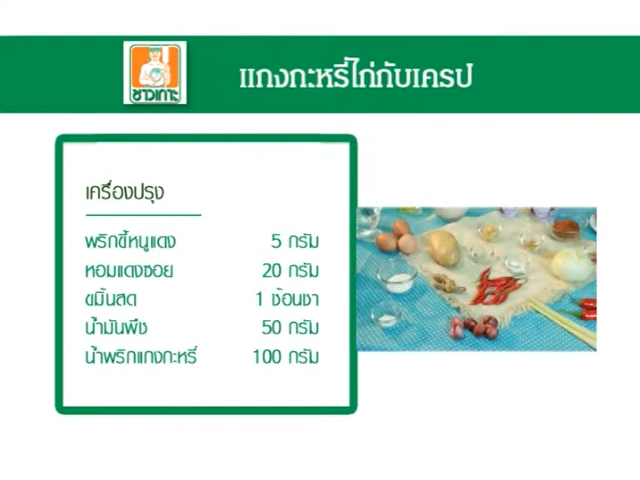 ชาวเกาะ
แกงกะหรี่ไก่กับเครป
เครื่องปรุง
พริกขี้หนูแดง 5 กรัม
หอมแดงซอย 20 กรัม
ขมิ้นสด 1 ช้อนชา
น้ำมันพืช 50 กรัม
น้ำพริกแกงกะหรี่ 100 กรัม